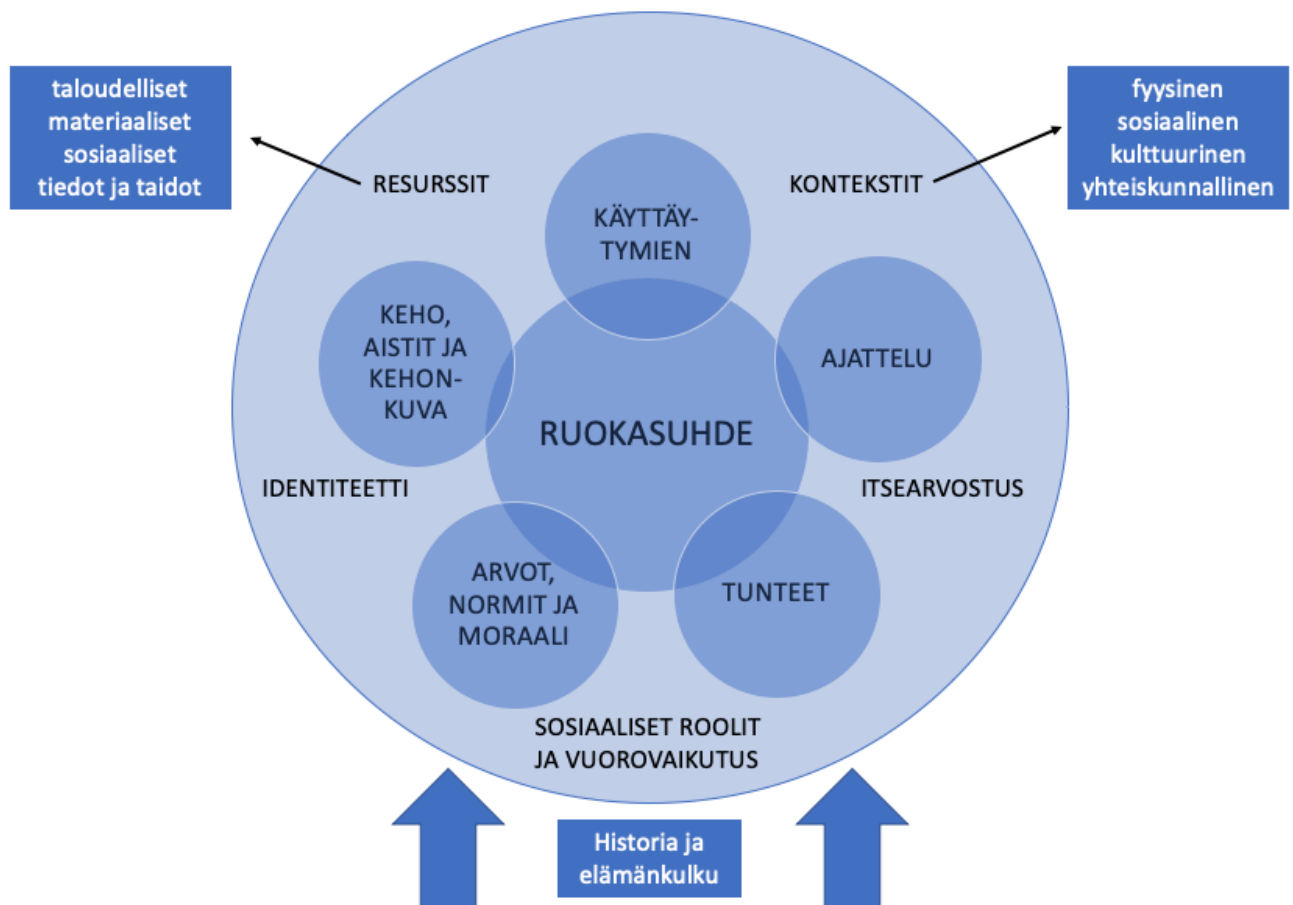 taloudelliset
materiaaliset
sosiaaliset
tiedot ja taidot
fyysinen
sosiaalinen
kulttuurinen
yhteiskunnallinen
RESURSSIT
KONTEKSTIT
KÄYTTÄY-
TYMIEN
KEHO,
AISTIT JA
KEHON-
KUVA
AJATTELU
RUOKASUHDE
IDENTITEETTI
ITSEARVOSTUS
ARVOT,
NORMIT JA
MORAALI
TUNTEET
SOSIAALISET ROOLIT
JA VUOROVAIKUTUS
Historia ja
elämänkulku